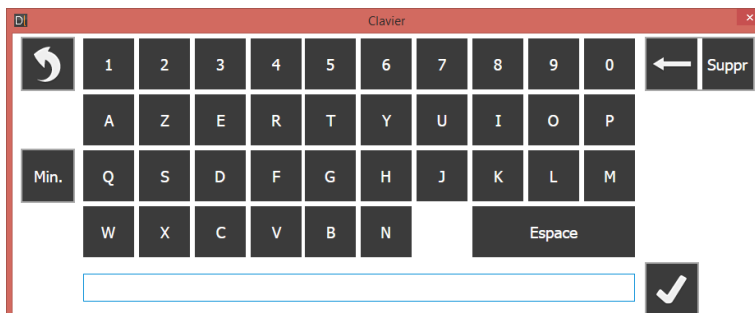 D Clavier ×
1 2 3 4 5 6 7 8 9 0 Suppr
A Z E R T Y U I O P
Min. Q S D F G H J K L M
W X C V B N Espace